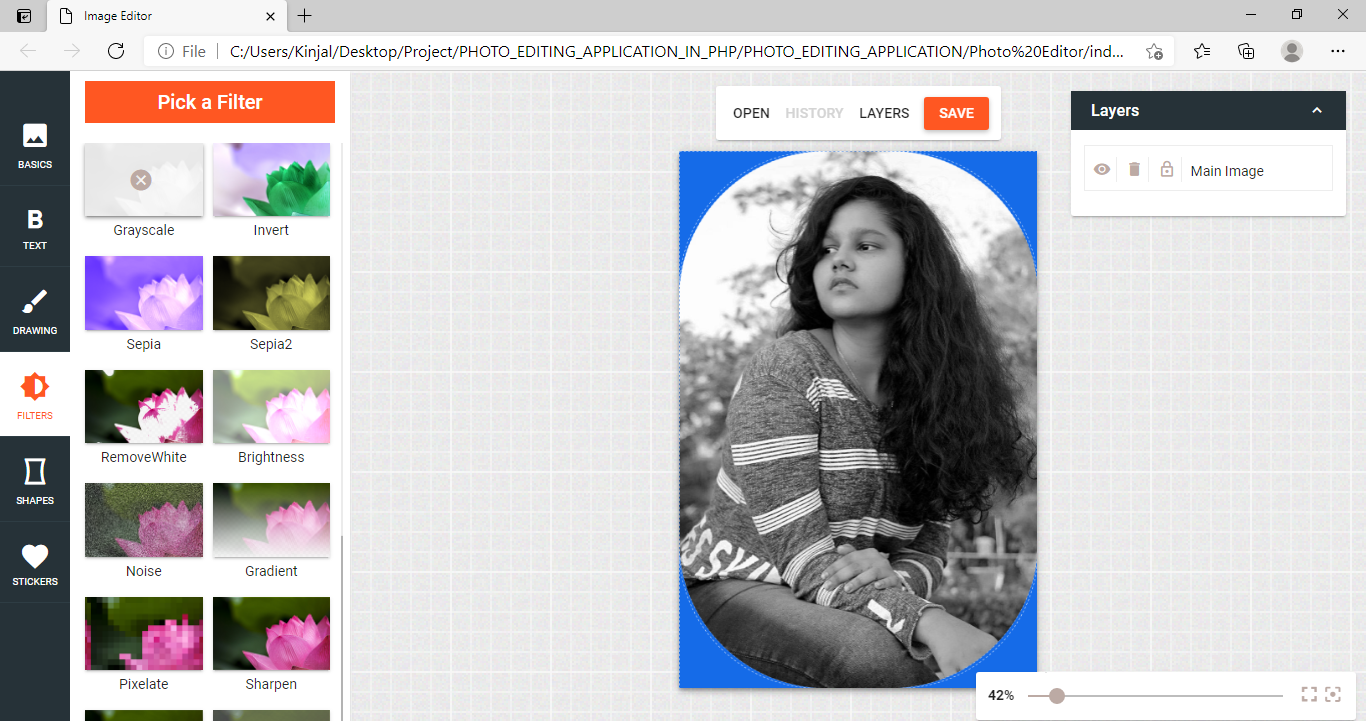 Image Editor
File
C:/Users/Kinjal/Desktop/Project/PHOTO_EDITING_APPLICATION_IN_PHP/PHOTO_EDITING_APPLICATION/Photo%20Editor/ind...
BASICS
TEXT
DRAWING
FILTERS
SHAPES
STICKERS
Pick a Filter
Grayscale
Invert
Sepia
Sepia2
RemoveWhite
Brightness
Noise
Gradient
Pixelate
Sharpen
OPEN HISTORY LAYERS SAVE
Layers
Main Image
42%